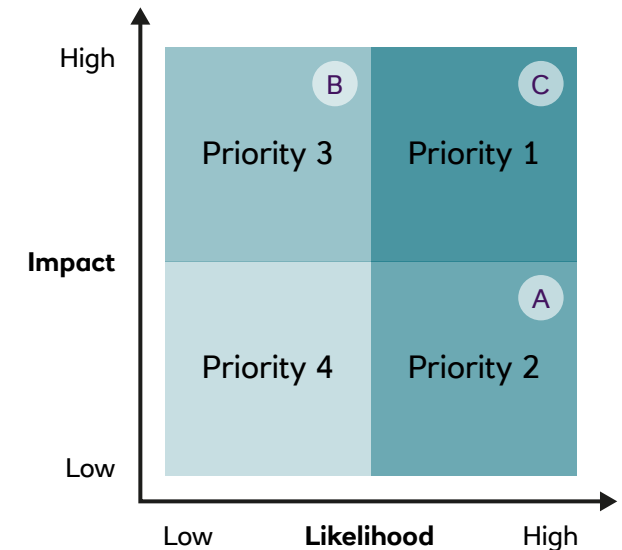 High
B
C
Priority 3
Priority 1
Impact
A
Priority 4
Priority 2
Low
Low
Likelihood
High